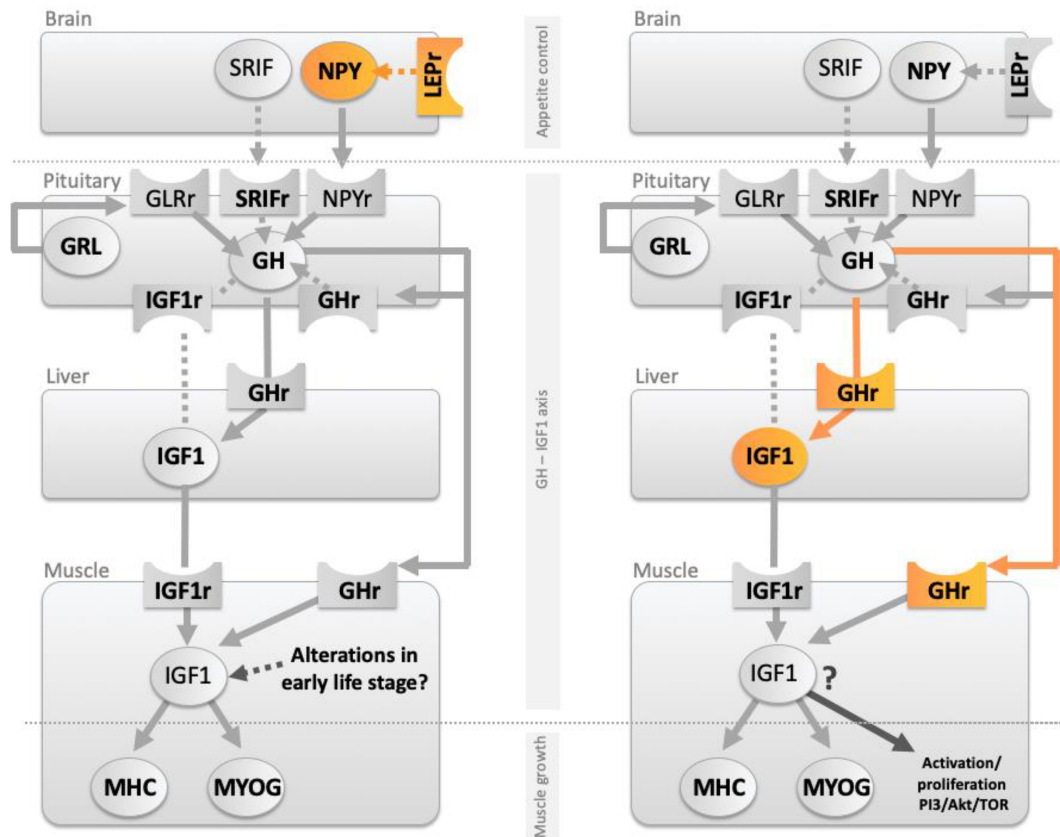 Brain
SRIF
NPY
LEPr
Pituitary
GLRr
SRIFr
NPYr
GRL
GH
IGF1r
GHr
Liver
GHr
IGF1
Muscle
IGF1r
GHr
IGF1
Alterations in
early life stage?
MHC
MYOG
Appetite control
GH – IGF1 axis
Muscle growth
Brain
SRIF
NPY
LEPr
Pituitary
GLRr
SRIFr
NPYr
GRL
GH
IGF1r
GHr
Liver
GHr
IGF1
Muscle
IGF1r
GHr
IGF1
?
Activation/
proliferation
PI3/Akt/TOR
MHC
MYOG